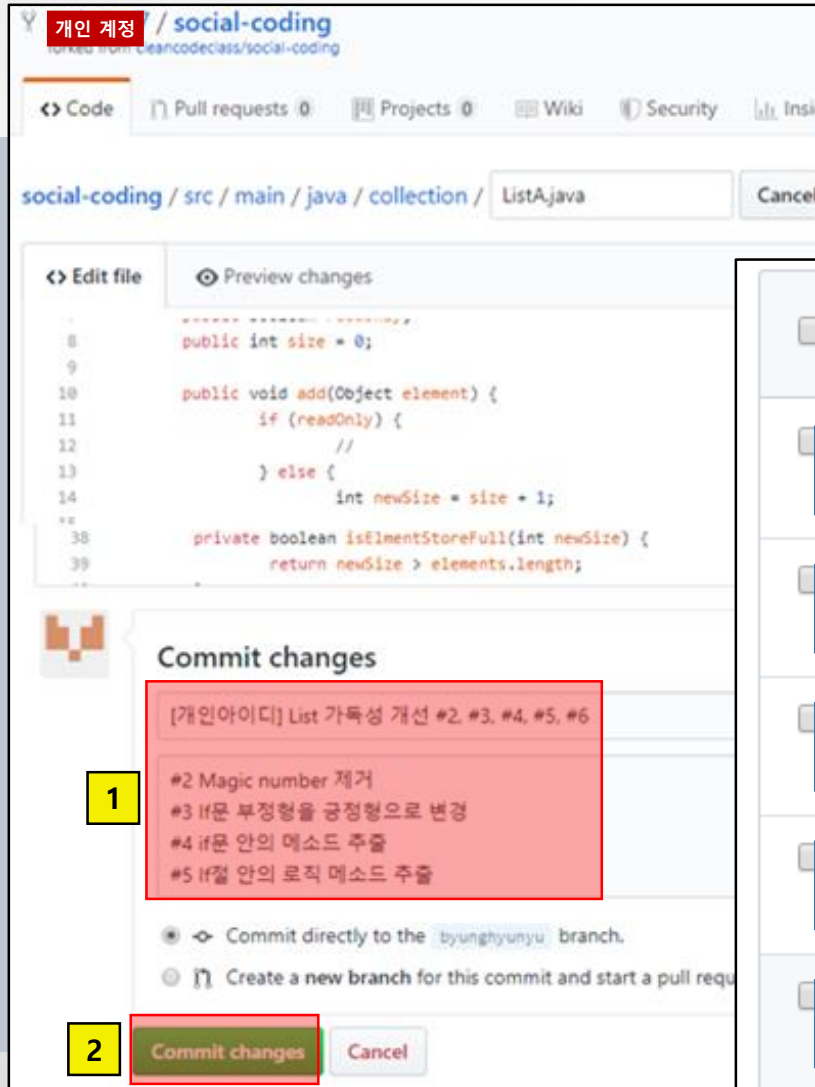 개인 계정 / social-coding
forked from cleancodeclass/social-coding
<> Code Pull requests 0 Projects 0 Wiki Security
social-coding / src / main / java / collection / ListA.java Cancel
<> Edit file Preview changes
8 public int size = 0;
9
10 public void add(Object element) {
11 if (readOnly) {
12 //
13 } else {
14 int newSize = size + 1;
38 private boolean isElmentStoreFull(int newSize) {
39 return newSize > elements.length;
Commit changes
[개인아이디] List 가독성 개선 #2, #3, #4, #5, #6
1
#2 Magic number 제거
#3 If문 부정형을 긍정형으로 변경
#4 if문 안의 메소드 추출
#5 If절 안의 로직 메소드 추출
Commit directly to the byunghyunyu branch.
Create a new branch for this commit and start a pull requ
2 Commit changes Cancel